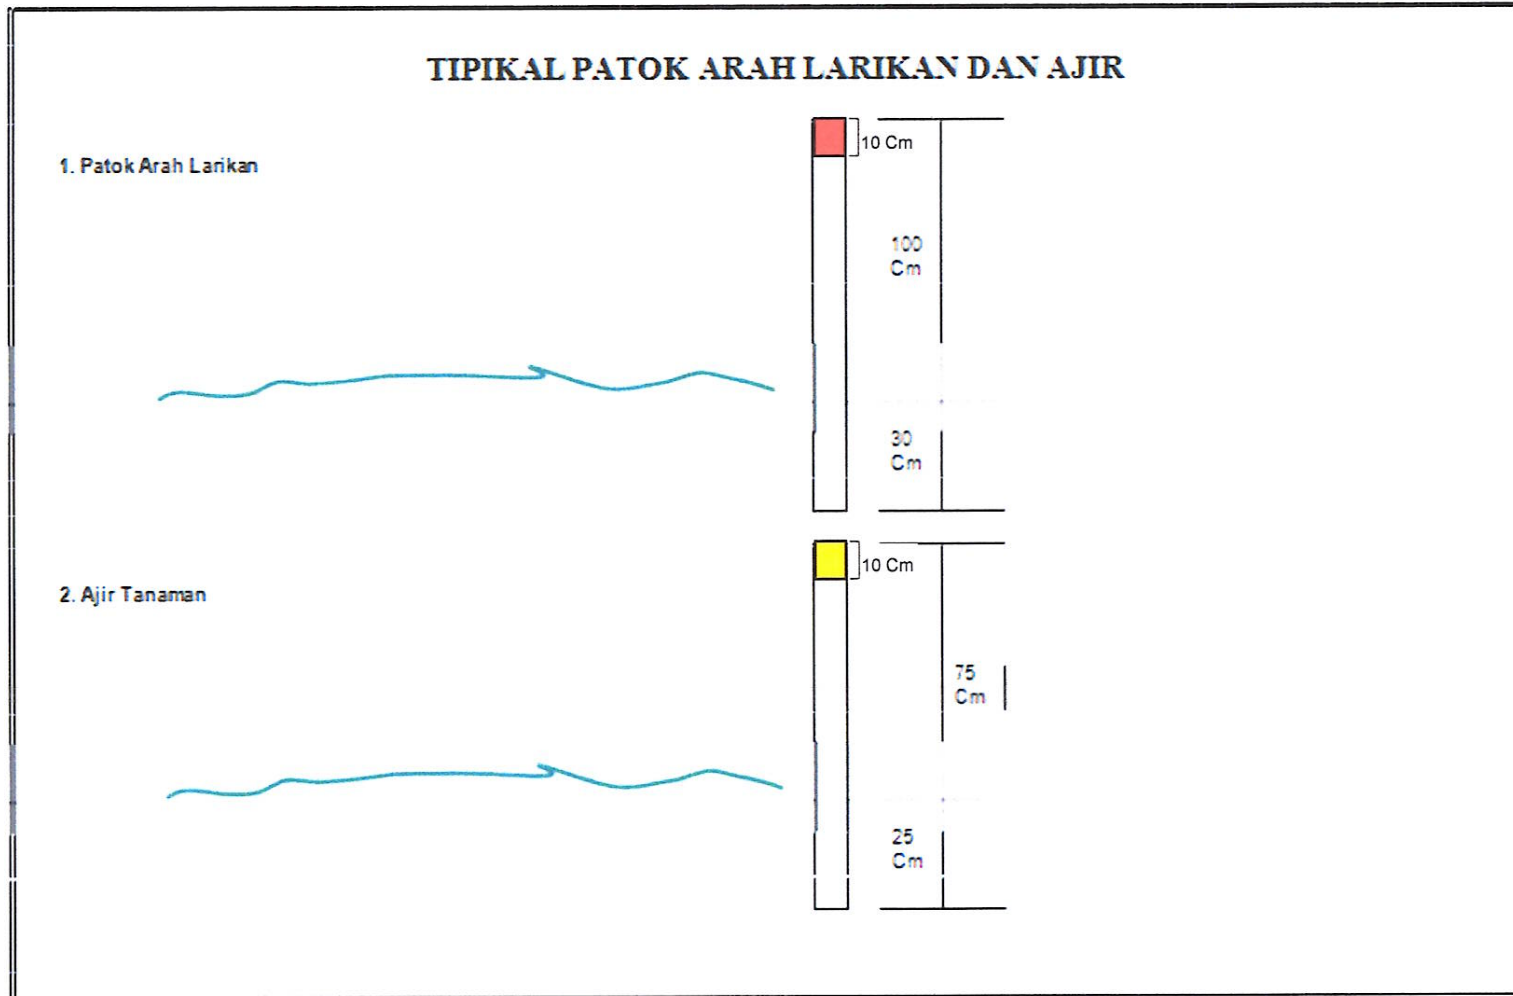 TIPIKAL PATOK ARAH LARIKAN DAN AJIR
10 Cm
1. Patok Arah Larikan
100
Cm
30
Cm
10 Cm
2. Ajir Tanaman
75
Cm
25
Cm